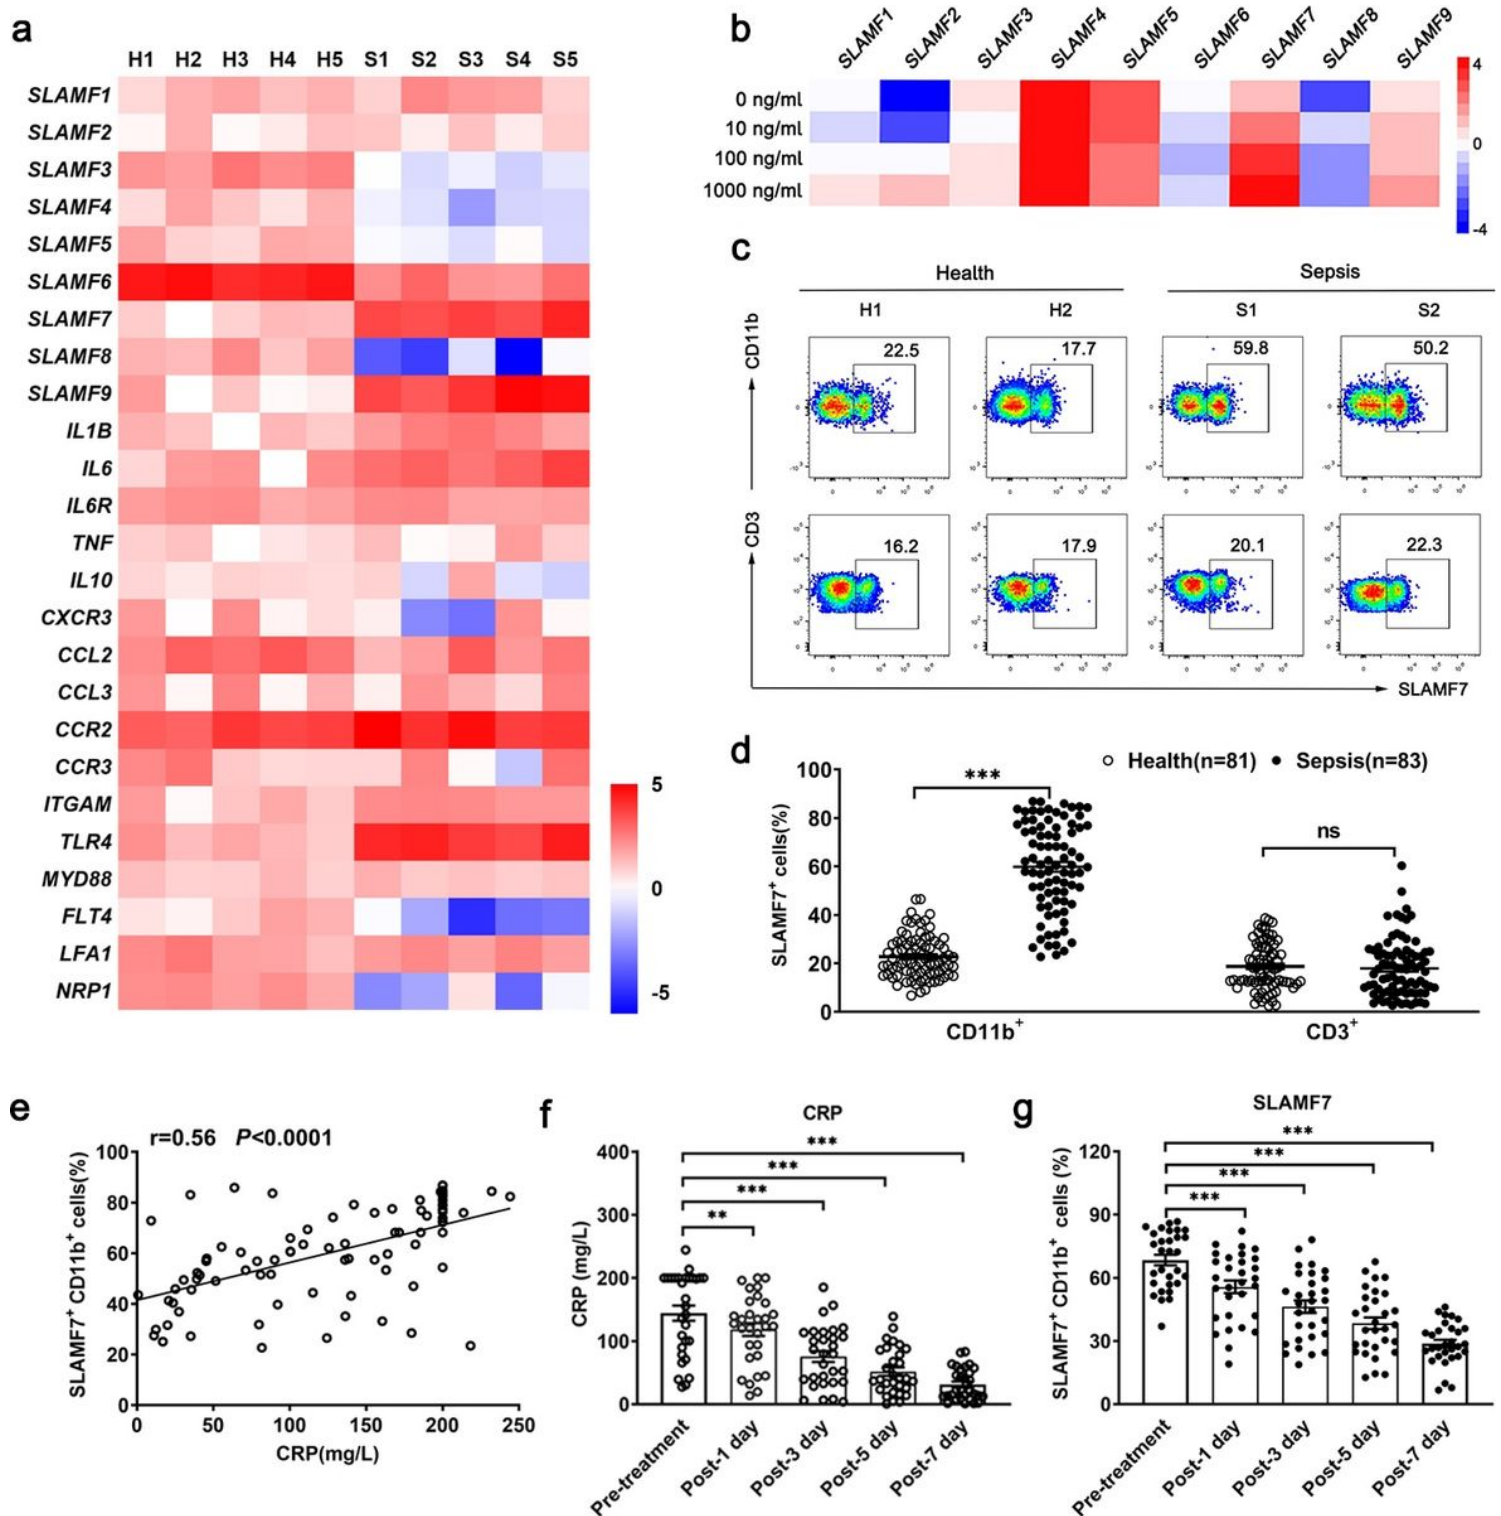 a
H1 H2 H3 H4 H5 S1 S2 S3 S4 S5
SLAMF1
SLAMF2
SLAMF3
SLAMF4
SLAMF5
SLAMF6
SLAMF7
SLAMF8
SLAMF9
IL1B
IL6
IL6R
TNF
IL10
CXCR3
CCL2
CCL3
CCR2
CCR3
ITGAM
TLR4
MYD88
FLT4
LFA1
NRP1
5
0
-5
b
SLAMF1 SLAMF2 SLAMF3 SLAMF4 SLAMF5 SLAMF6 SLAMF7 SLAMF8 SLAMF9
0 ng/ml
10 ng/ml
100 ng/ml
1000 ng/ml
4
0
-4
c
Health Sepsis
H1 H2 S1 S2
CD11b
22.5 17.7 59.8 50.2
CD3
16.2 17.9 20.1 22.3
SLAMF7
d
Health(n=81) Sepsis(n=83)
SLAMF7+ cells(%)
100
80
60
40
20
0
*** ns
CD11b+ CD3+
e
r=0.56 P<0.0001
SLAMF7+ CD11b+ cells(%)
100
80
60
40
20
0
0 50 100 150 200 250
CRP(mg/L)
f
CRP
CRP (mg/L)
400
300
200
100
0
***
***
***
**
Pre-treatment Post-1 day Post-3 day Post-5 day Post-7 day
g
SLAMF7
SLAMF7+ CD11b+ cells (%)
120
90
60
30
0
***
***
***
***
Pre-treatment Post-1 day Post-3 day Post-5 day Post-7 day